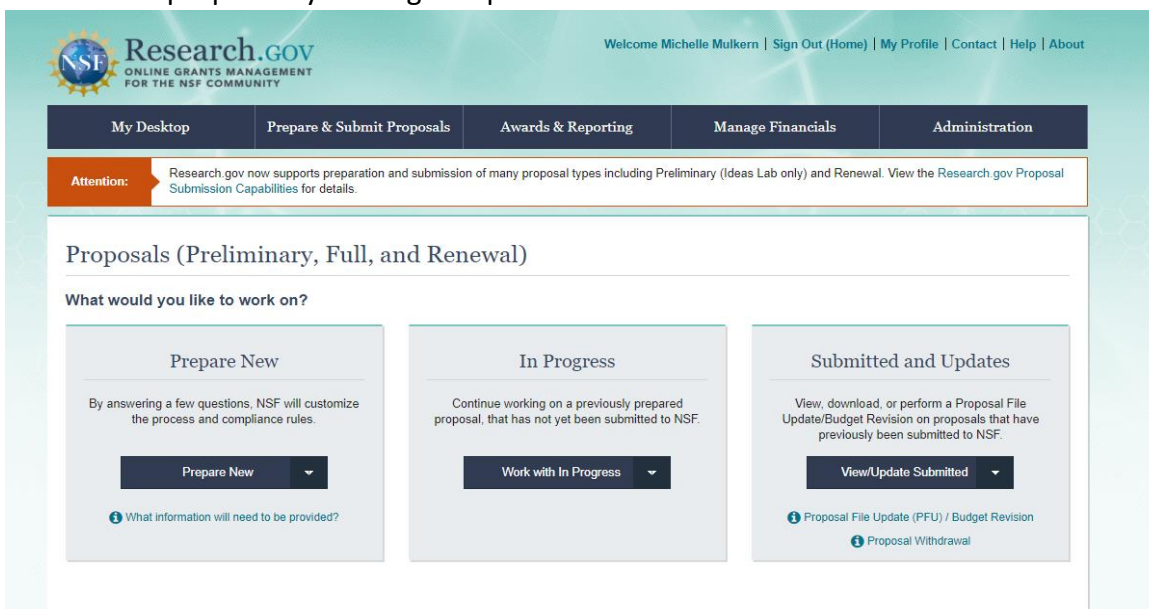 Research.gov
ONLINE GRANTS MANAGEMENT
FOR THE NSF COMMUNITY
NSF
Welcome Michelle Mulkern | Sign Out (Home) | My Profile | Contact | Help | About
My Desktop Prepare & Submit Proposals Awards & Reporting Manage Financials Administration
Attention:
Research.gov now supports preparation and submission of many proposal types including Preliminary (Ideas Lab only) and Renewal. View the Research.gov Proposal
Submission Capabilities for details.
Proposals (Preliminary, Full, and Renewal)
What would you like to work on?
Prepare New
By answering a few questions, NSF will customize
the process and compliance rules.
Prepare New
What information will need to be provided?
In Progress
Continue working on a previously prepared
proposal, that has not yet been submitted to NSF.
Work with In Progress
Submitted and Updates
View, download, or perform a Proposal File
Update/Budget Revision on proposals that have
previously been submitted to NSF.
View/Update Submitted
Proposal File Update (PFU) / Budget Revision
Proposal Withdrawal